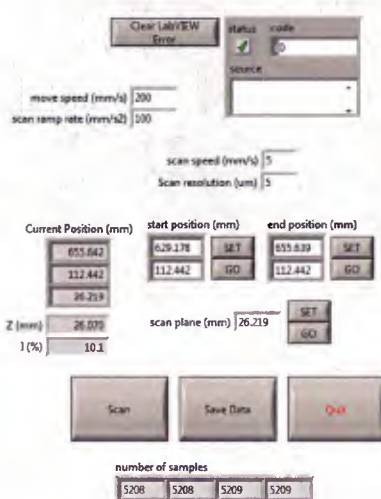 Clear LabVIEW
Error
status code
0
source
move speed (mm/s) 200
scan ramp rate (mm/s2) 100
scan speed (mm/s) 5
Scan resolution (um) 5
Current Position (mm) start position (mm) end position (mm)
655.642 629.178 SET 655.639 SET
112.442 112.442 GO 112.442 GO
26.219
Z (mm) 26.070
I (%) 10.1
scan plane (mm) 26.219 SET
GO
Scan Save Data Quit
number of samples
5208 5208 5209 5209